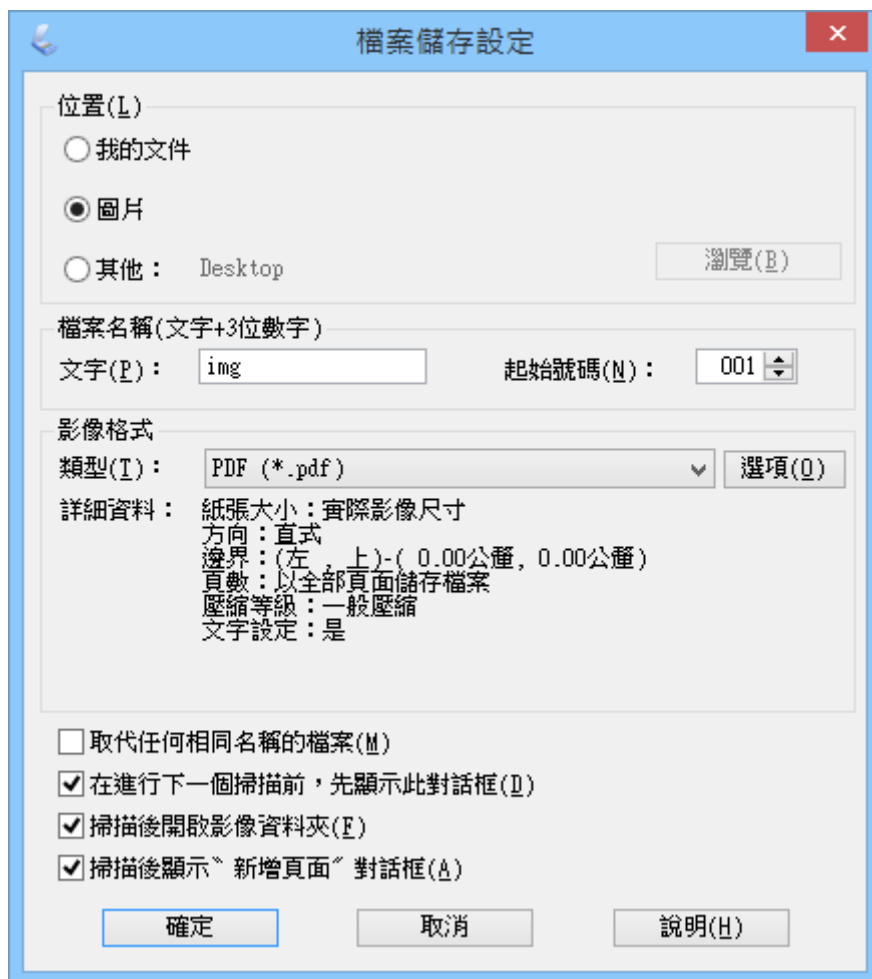 檔案儲存設定
位置(L)
我的文件
圖片
其他： Desktop 瀏覽(B)
檔案名稱(文字+3位數字)
文字(P)： img 起始號碼(N)： 001
影像格式
類型(T)： PDF (*.pdf) 選項(O)
詳細資料： 紙張大小：實際影像尺寸
方向：直式
邊界：(左 , 上)-( 0.00公釐, 0.00公釐)
頁數：以全部頁面儲存檔案
壓縮等級：一般壓縮
文字設定：是
取代任何相同名稱的檔案(M)
在進行下一個掃描前，先顯示此對話框(D)
掃描後開啟影像資料夾(F)
掃描後顯示〝新增頁面〞對話框(A)
確定 取消 說明(H)